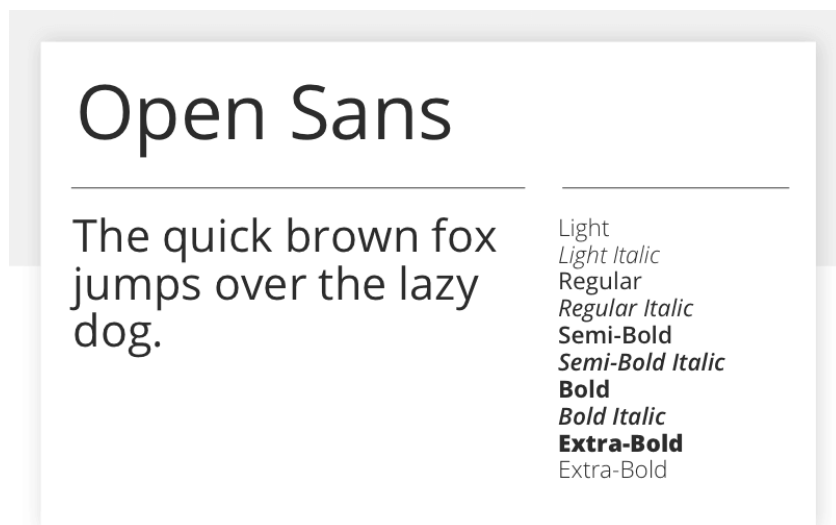 Open Sans
The quick brown fox
jumps over the lazy
dog.
Light
Light Italic
Regular
Regular Italic
Semi-Bold
Semi-Bold Italic
Bold
Bold Italic
Extra-Bold
Extra-Bold